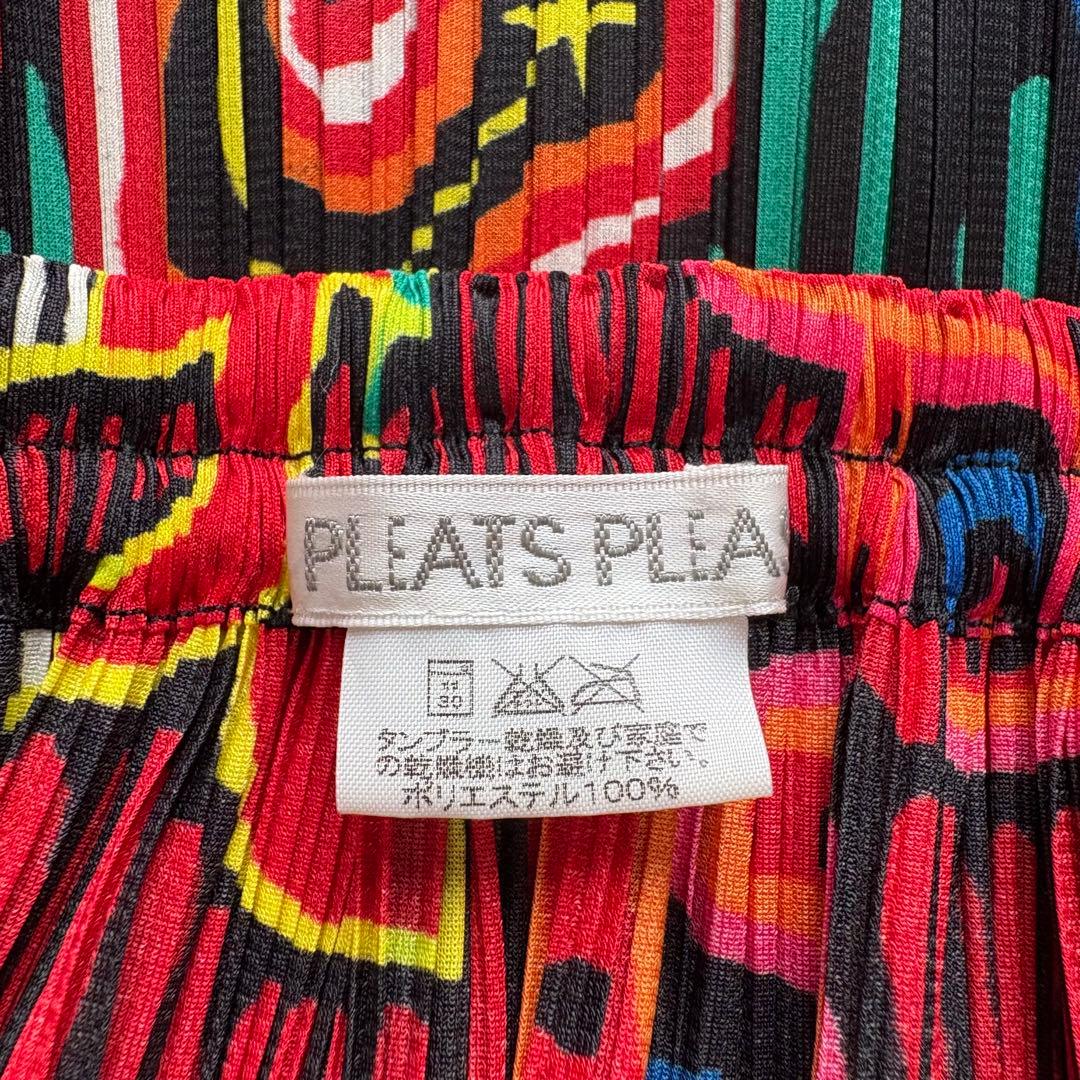 PLEATS PLEA
30
タンブラー乾燥及び家庭で
の乾燥機はお避け下さい。
ポリエステル100%